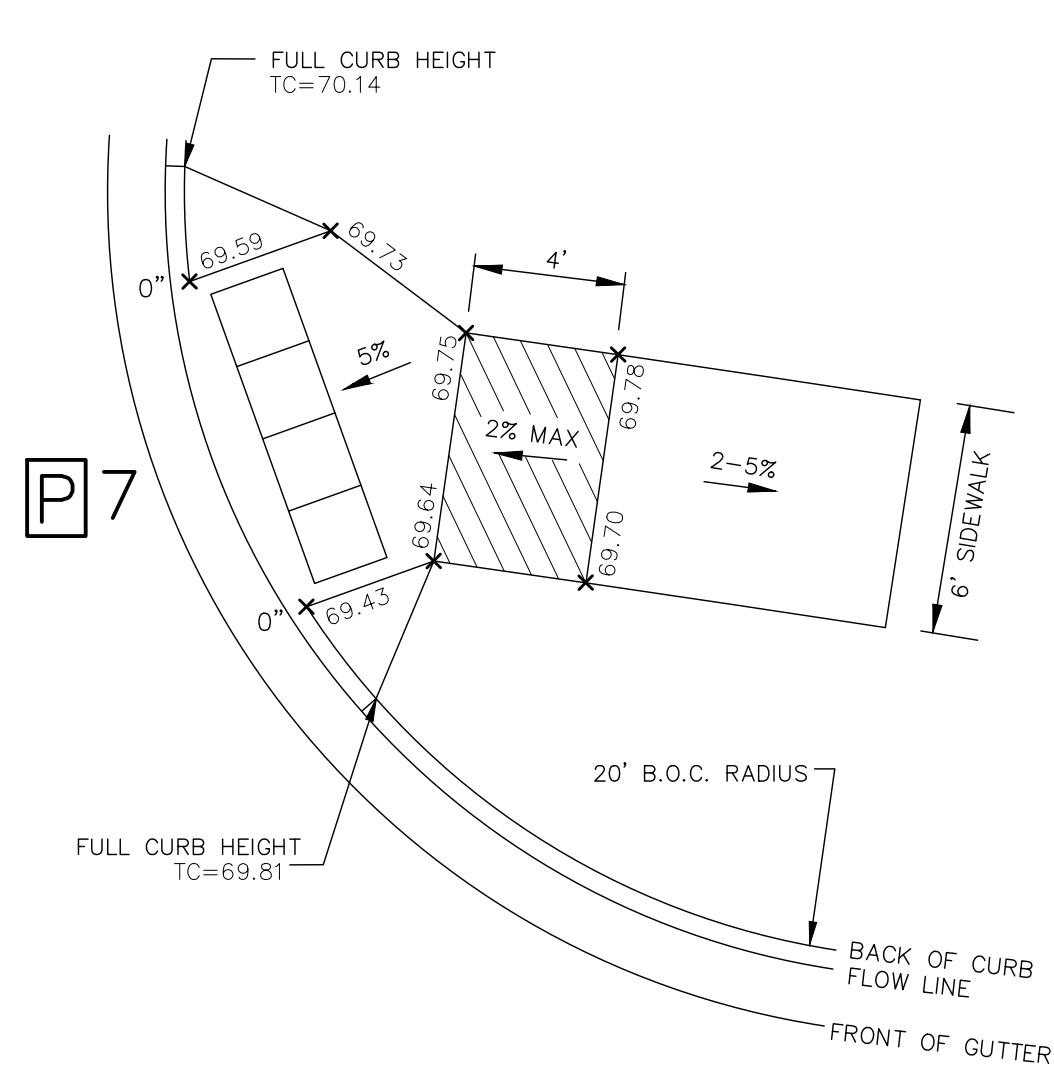 FULL CURB HEIGHT
TC=70.14
69.59
69.73
0”
4’
5%
69.75
69.78
2% MAX
2-5%
6’ SIDEWALK
P 7
69.64
69.70
69.43
0”
20’ B.O.C. RADIUS
FULL CURB HEIGHT
TC=69.81
BACK OF CURB
FLOW LINE
FRONT OF GUTTER